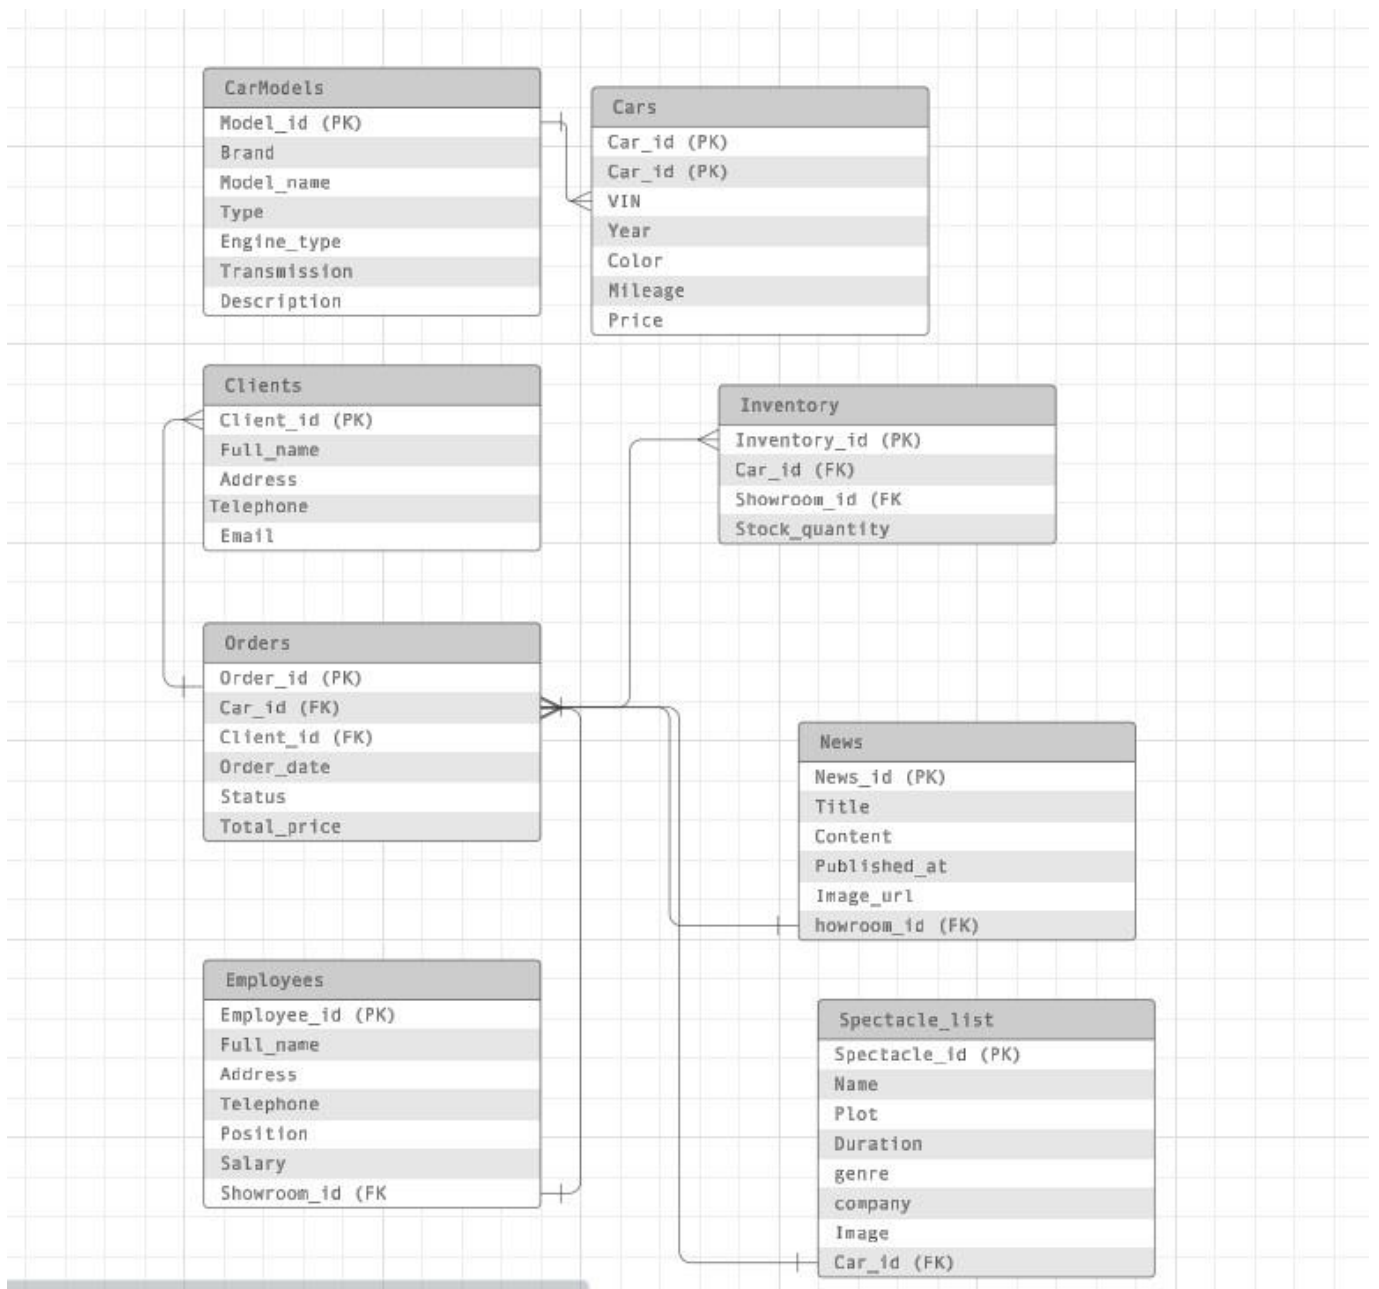 CarModels
Model_id (PK)
Brand
Model_name
Type
Engine_type
Transmission
Description
Cars
Car_id (PK)
Car_id (PK)
VIN
Year
Color
Mileage
Price
Clients
Client_id (PK)
Full_name
Address
Telephone
Email
Inventory
Inventory_id (PK)
Car_id (FK)
Showroom_id (FK
Stock_quantity
Orders
Order_id (PK)
Car_id (FK)
Client_id (FK)
Order_date
Status
Total_price
News
News_id (PK)
Title
Content
Published_at
Image_url
howroom_id (FK)
Employees
Employee_id (PK)
Full_name
Address
Telephone
Position
Salary
Showroom_id (FK
Spectacle_list
Spectacle_id (PK)
Name
Plot
Duration
genre
company
Image
Car_id (FK)